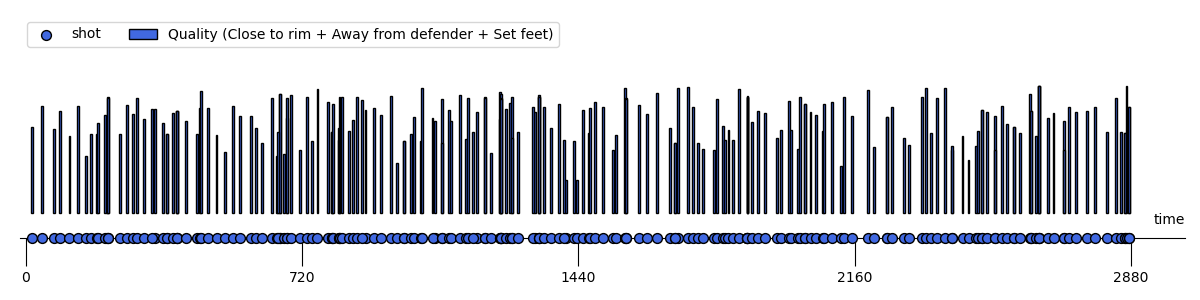 shot
Quality (Close to rim + Away from defender + Set feet)
time
0
720
1440
2160
2880